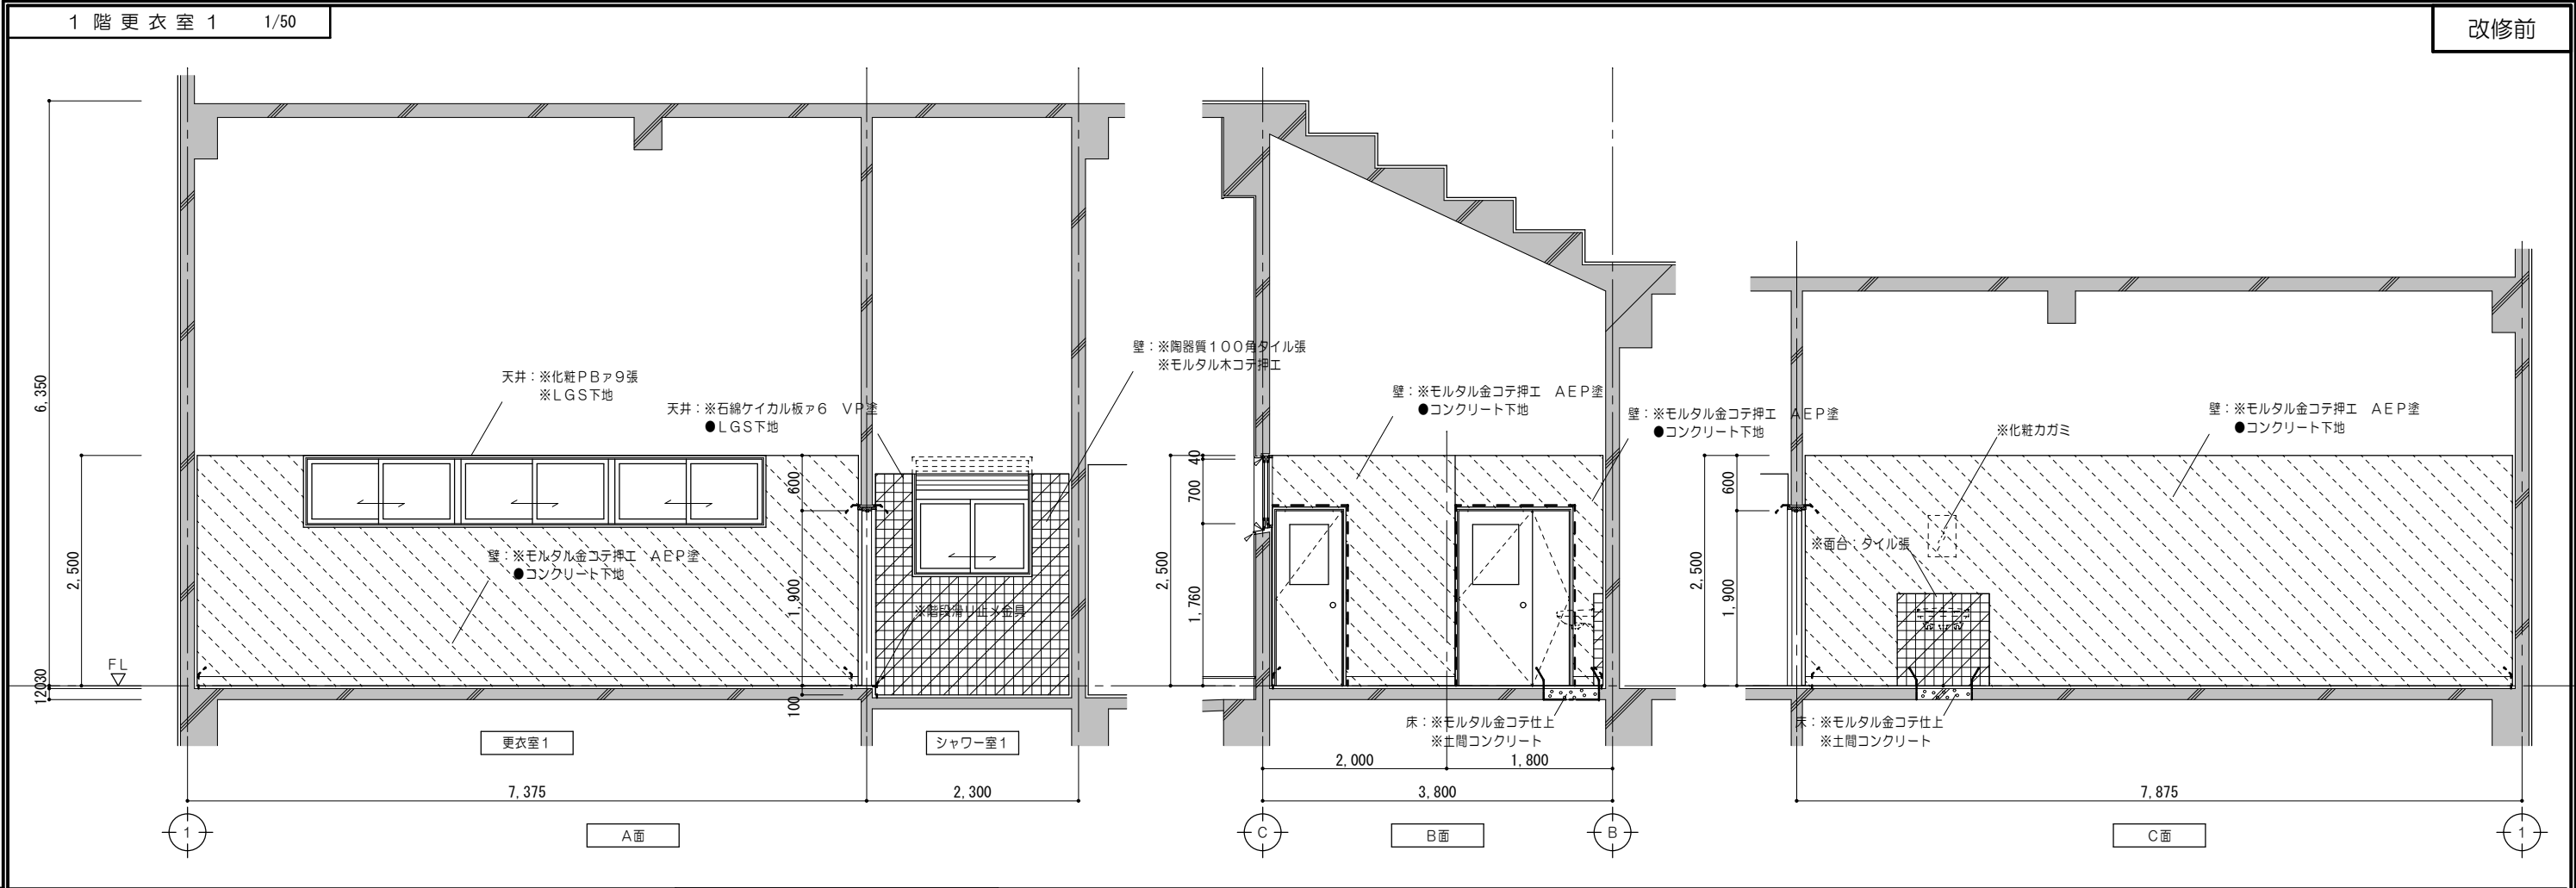 1階更衣室1 1/50
改修前
6,350
2,500
FL
30
120
天井：※化粧PBァ9張
※LGS下地
天井：※石綿ケイカル板ァ6 VP塗
●LGS下地
壁：※陶器質100角タイル張
※モルタル木コテ押エ
壁：※モルタル金コテ押エ AEP塗
●コンクリート下地
※階段滑り止メ金具
600
1,900
100
更衣室1
シャワー室1
7,375
2,300
1
A面
壁：※モルタル金コテ押エ AEP塗
●コンクリート下地
壁：※モルタル金コテ押エ AEP塗
●コンクリート下地
40
700
1,760
2,500
床：※モルタル金コテ仕上
※土間コンクリート
2,000
1,800
3,800
C
B
B面
壁：※モルタル金コテ押エ AEP塗
●コンクリート下地
※化粧カガミ
※面台：タイル張
600
1,900
2,500
床：※モルタル金コテ仕上
※土間コンクリート
7,875
1
C面